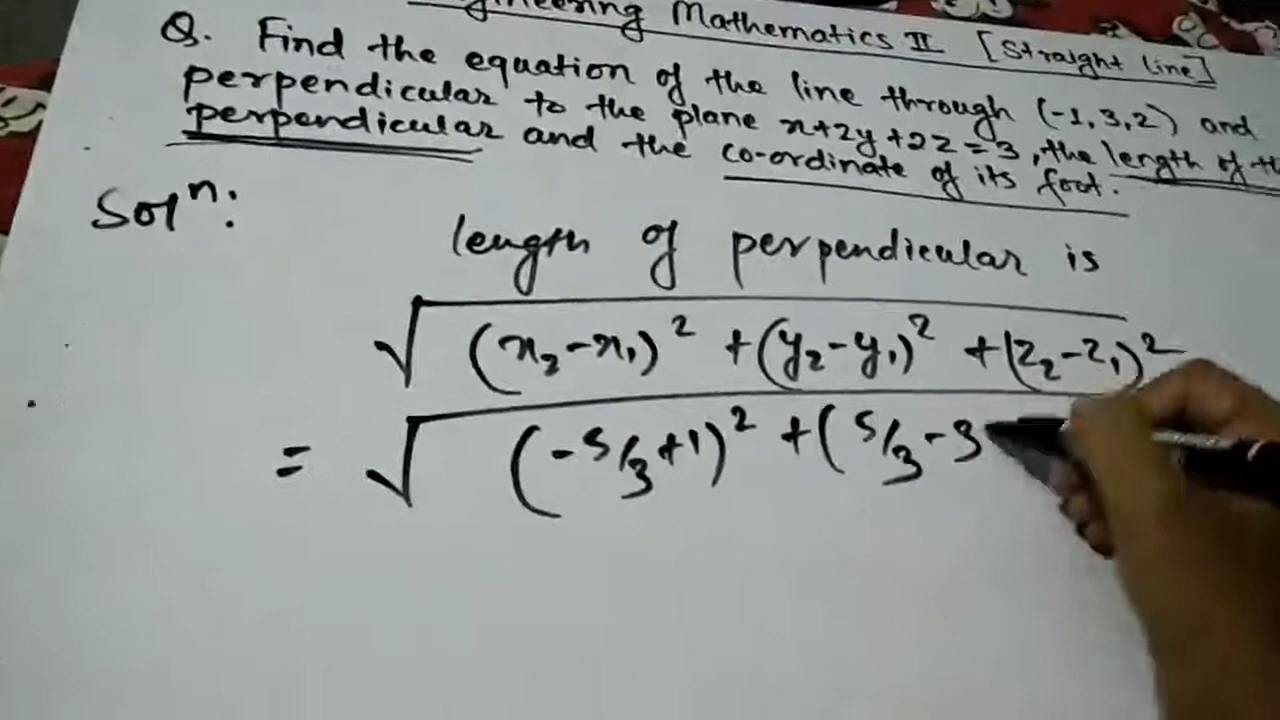 Engineering Mathematics II [Straight line]
Q. Find the equation of the line through (-1,3,2) and
perpendicular to the plane x+2y+2z=3, the length of the
perpendicular and the co-ordinate of its foot.
Solⁿ:
length of perpendicular is
√(x₂-x₁)² + (y₂-y₁)² + (z₂-z₁)²
= √(-5/3+1)² + (5/3-3